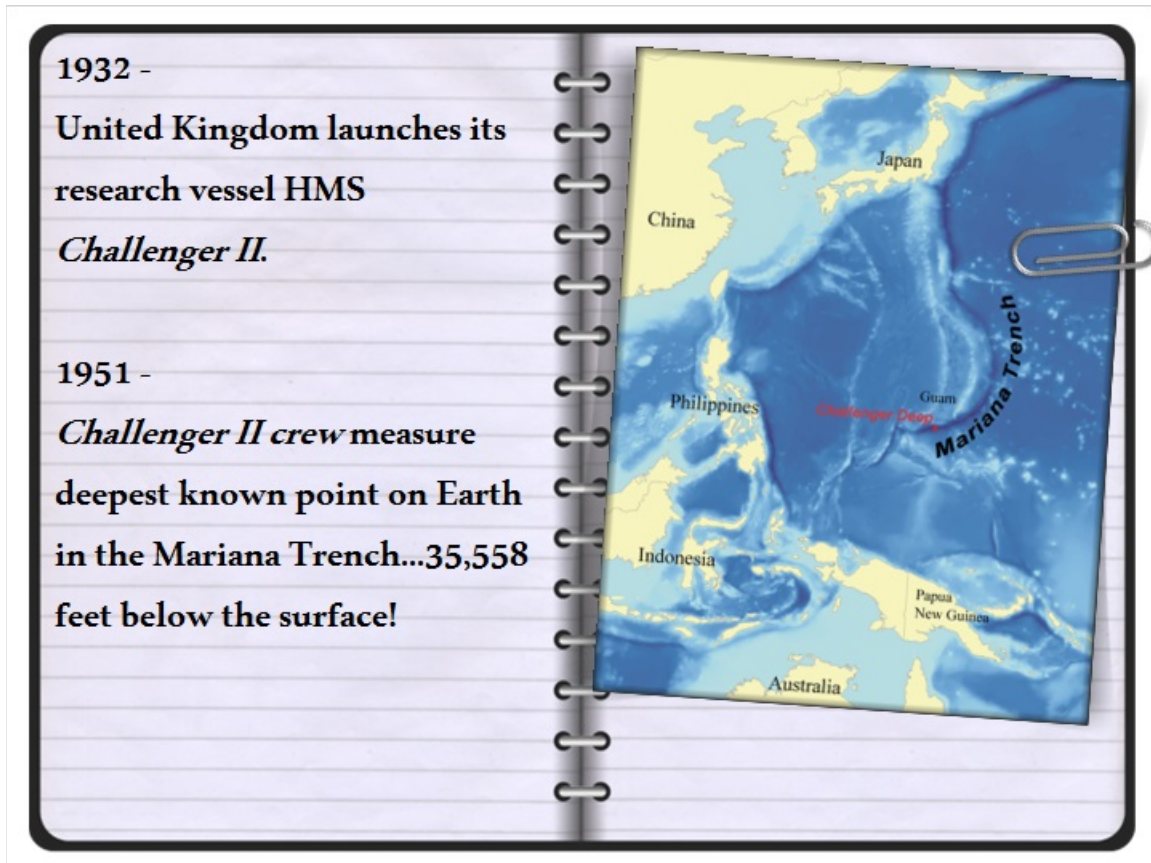 1932 -
United Kingdom launches its
research vessel HMS
Challenger II.
1951 -
Challenger II crew measure
deepest known point on Earth
in the Mariana Trench...35,558
feet below the surface!
Japan
China
Mariana Trench
Guam
Philippines
Challenger Deep
Indonesia
Papua
New Guinea
Australia